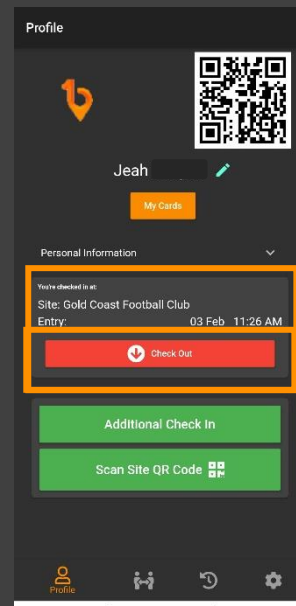 Profile
Jeah
My Cards
Personal Information
You're checked in at:
Site: Gold Coast Football Club
Entry: 03 Feb 11:26 AM
Check Out
Additional Check In
Scan Site QR Code
Profile